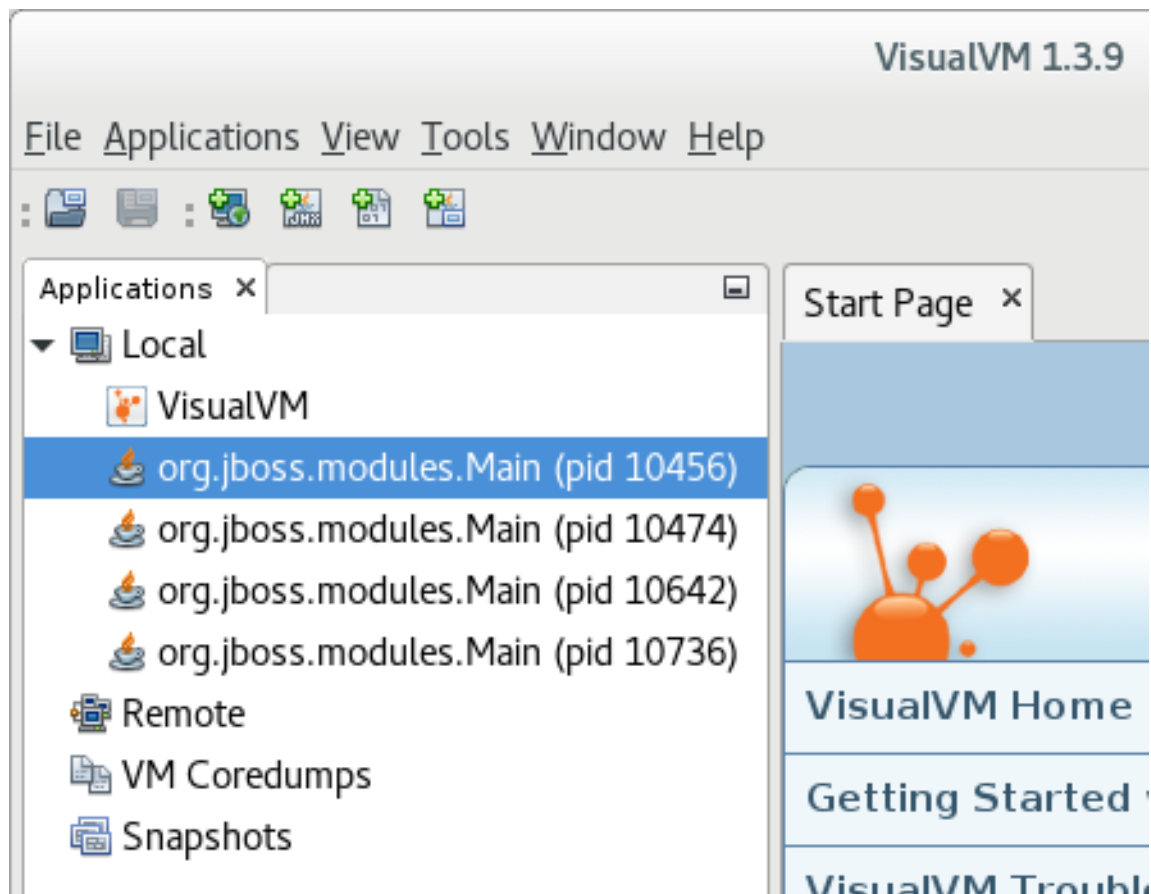 VisualVM 1.3.9
File Applications View Tools Window Help
JMX
Applications
Start Page
Local
VisualVM
org.jboss.modules.Main (pid 10456)
org.jboss.modules.Main (pid 10474)
org.jboss.modules.Main (pid 10642)
org.jboss.modules.Main (pid 10736)
Remote
VM Coredumps
Snapshots
VisualVM Home
Getting Started
VisualVM